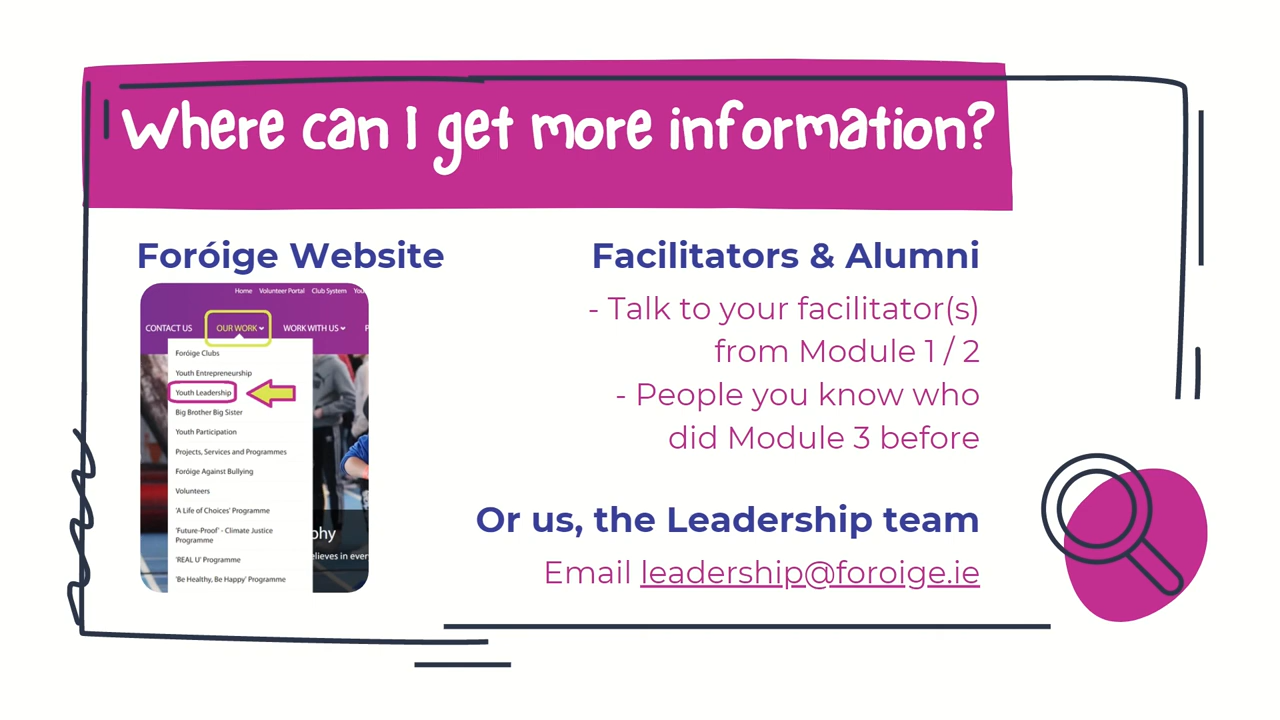 Where can I get more information?
Foróige Website
Home Volunteer Portal Club System
CONTACT US OUR WORK WORK WITH US
Foróige Clubs
Youth Entrepreneurship
Youth Leadership
Big Brother Big Sister
Youth Participation
Projects, Services and Programmes
Foróige Against Bullying
Volunteers
'A Life of Choices' Programme
'Future-Proof' - Climate Justice
Programme
'REAL U' Programme
'Be Healthy, Be Happy' Programme
phy
elieves in ever
Facilitators & Alumni
- Talk to your facilitator(s)
from Module 1 / 2
- People you know who
did Module 3 before
Or us, the Leadership team
Email leadership@foroige.ie